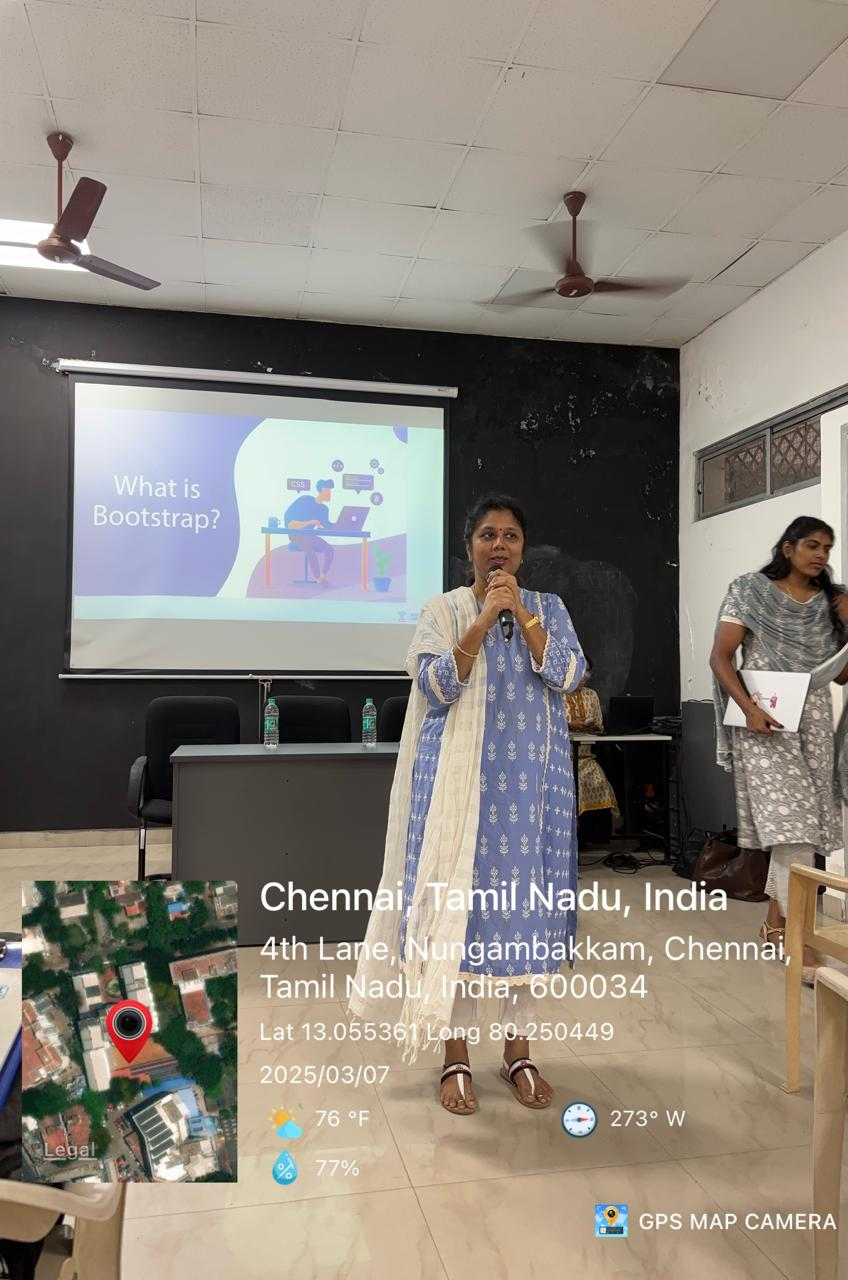 What is
Bootstrap?
CSS
</>
#
Chennai, Tamil Nadu, India
4th Lane, Nungambakkam, Chennai,
Tamil Nadu, India, 600034
Lat 13.055361 Long 80.250449
2025/03/07
76 °F
273° W
77%
Legal
GPS MAP CAMERA